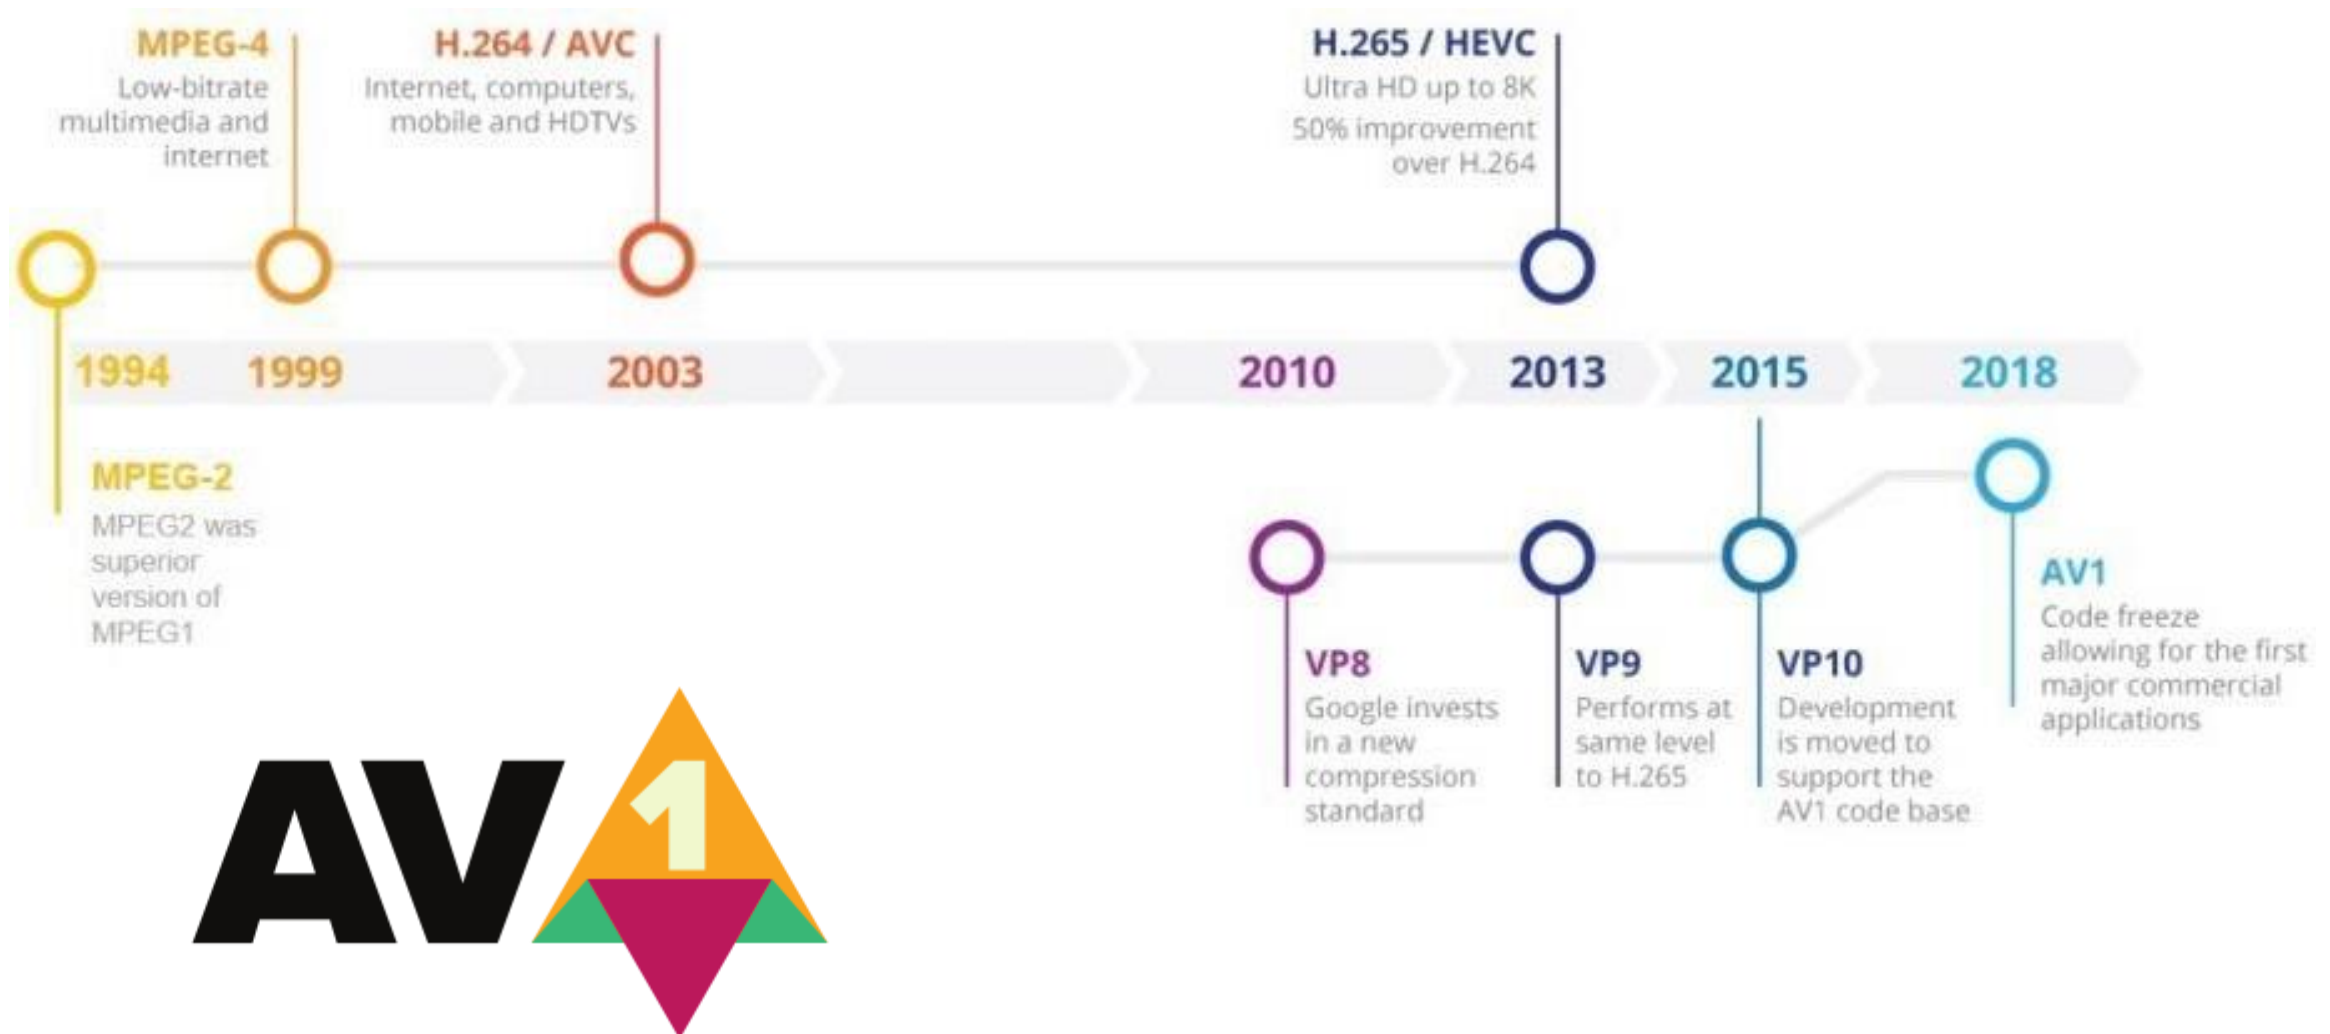 MPEG-4
Low-bitrate
multimedia and
internet
H.264 / AVC
Internet, computers,
mobile and HDTVs
H.265 / HEVC
Ultra HD up to 8K
50% improvement
over H.264
1994
1999
2003
2010
2013
2015
2018
MPEG-2
MPEG2 was
superior
version of
MPEG1
VP8
Google invests
in a new
compression
standard
VP9
Performs at
same level
to H.265
VP10
Development
is moved to
support the
AV1 code base
AV1
Code freeze
allowing for the first
major commercial
applications
AV1